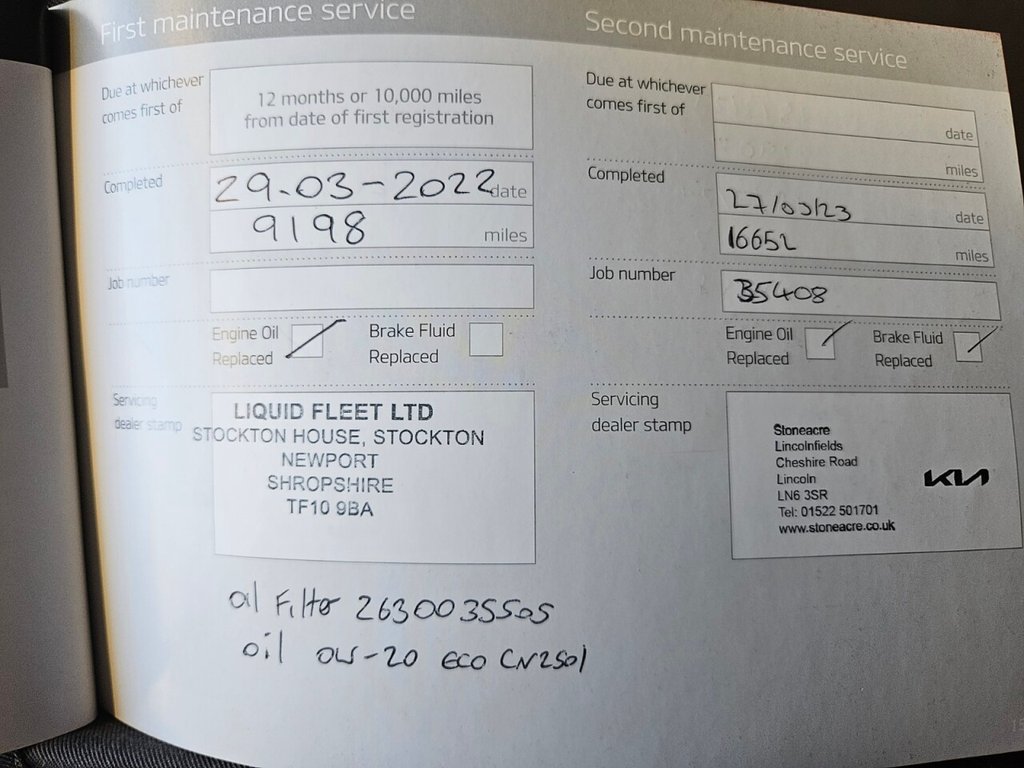 First maintenance service
Due at whichever
comes first of
12 months or 10,000 miles
from date of first registration
Completed
29-03-2022 date
9198 miles
Job number
Engine Oil
Replaced
Brake Fluid
Replaced
Servicing
dealer stamp
LIQUID FLEET LTD
STOCKTON HOUSE, STOCKTON
NEWPORT
SHROPSHIRE
TF10 9BA
oil Filter 2630035505
oil 0W-20 ECO CN2501
Second maintenance service
Due at whichever
comes first of
date
miles
Completed
27/03/23 date
16652 miles
Job number
B5408
Engine Oil
Replaced
Brake Fluid
Replaced
Servicing
dealer stamp
Stoneacre
Lincolnfields
Cheshire Road
Lincoln
LN6 3SR
Tel: 01522 501701
www.stoneacre.co.uk
KIA